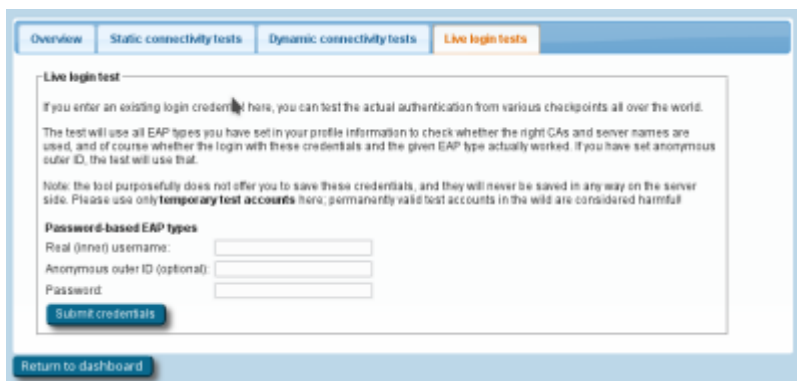 Overview Static connectivity tests Dynamic connectivity tests Live login tests
Live login test
If you enter an existing login credential here, you can test the actual authentication from various checkpoints all over the world.
The test will use all EAP types you have set in your profile information to check whether the right CAs and server names are
used, and of course whether the login with these credentials and the given EAP type actually worked. If you have set anonymous
outer ID, the test will use that.
Note: the tool purposefully does not offer you to save these credentials, and they will never be saved in any way on the server
side. Please use only temporary test accounts here; permanently valid test accounts in the wild are considered harmful!
Password-based EAP types
Real (inner) username:
Anonymous outer ID (optional):
Password:
Submit credentials
Return to dashboard